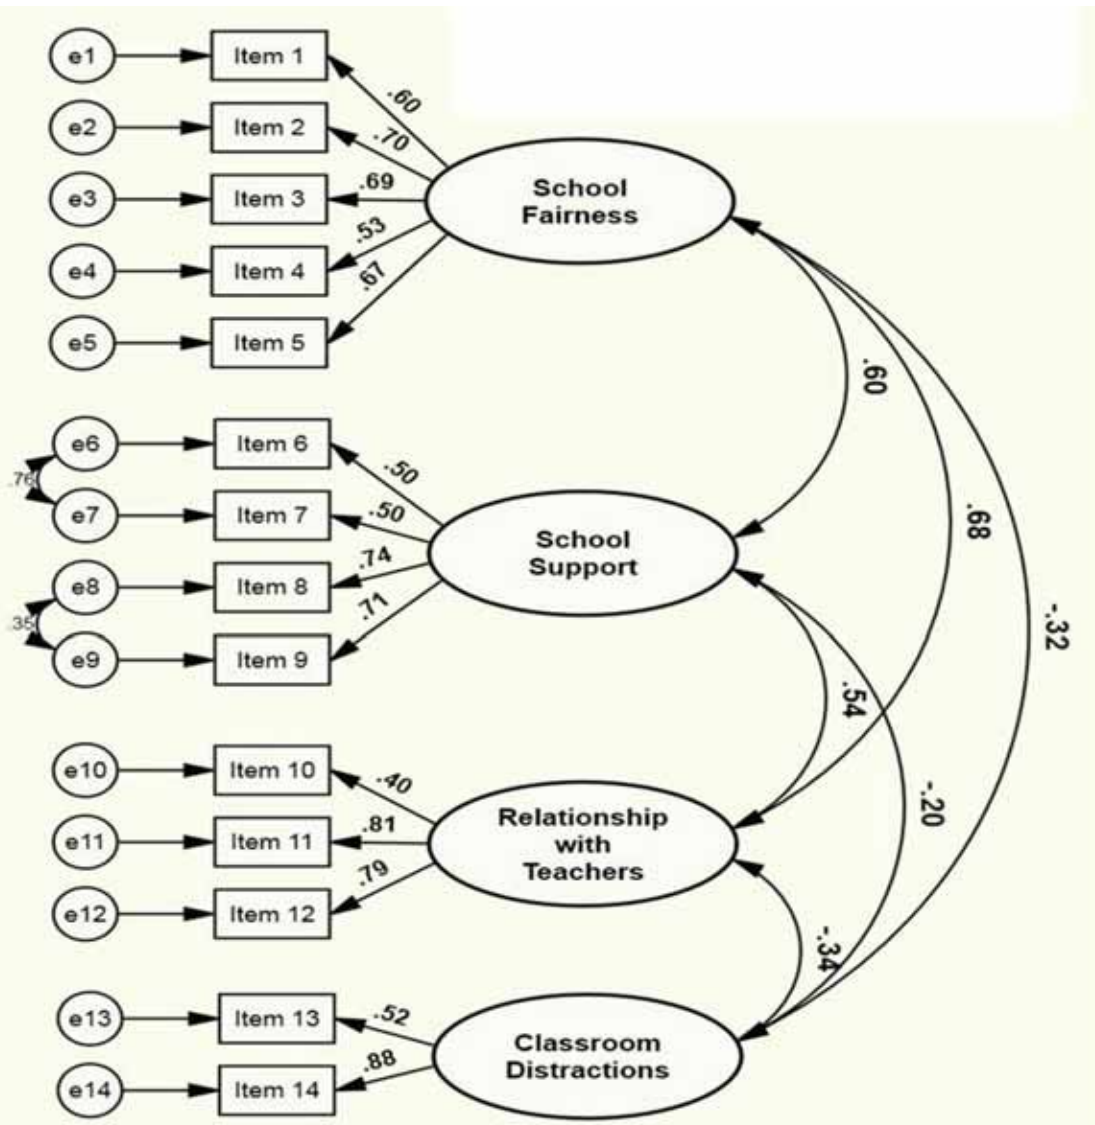 e1
Item 1
.60
e2
Item 2
.70
e3
Item 3
.69
e4
Item 4
.53
e5
Item 5
.67
School
Fairness
.60
.68
-.32
e6
Item 6
.50
.76
e7
Item 7
.50
e8
Item 8
.74
.35
e9
Item 9
.71
School
Support
.54
-.20
e10
Item 10
.40
e11
Item 11
.81
e12
Item 12
.79
Relationship
with
Teachers
-.34
e13
Item 13
.52
e14
Item 14
.88
Classroom
Distractions